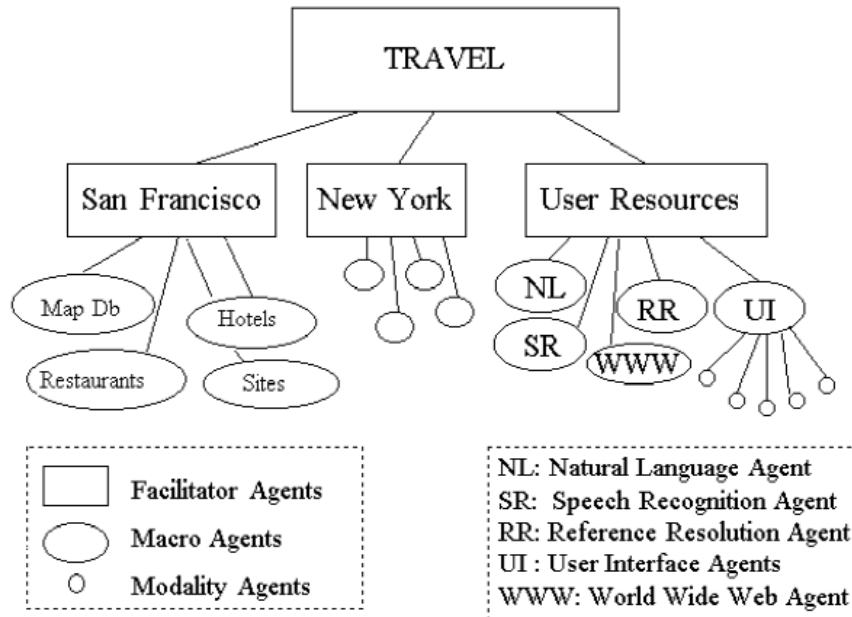 TRAVEL
San Francisco
New York
User Resources
Map Db
Hotels
Restaurants
Sites
NL
SR
WWW
RR
UI
Facilitator Agents
Macro Agents
Modality Agents
NL: Natural Language Agent
SR: Speech Recognition Agent
RR: Reference Resolution Agent
UI : User Interface Agents
WWW: World Wide Web Agent